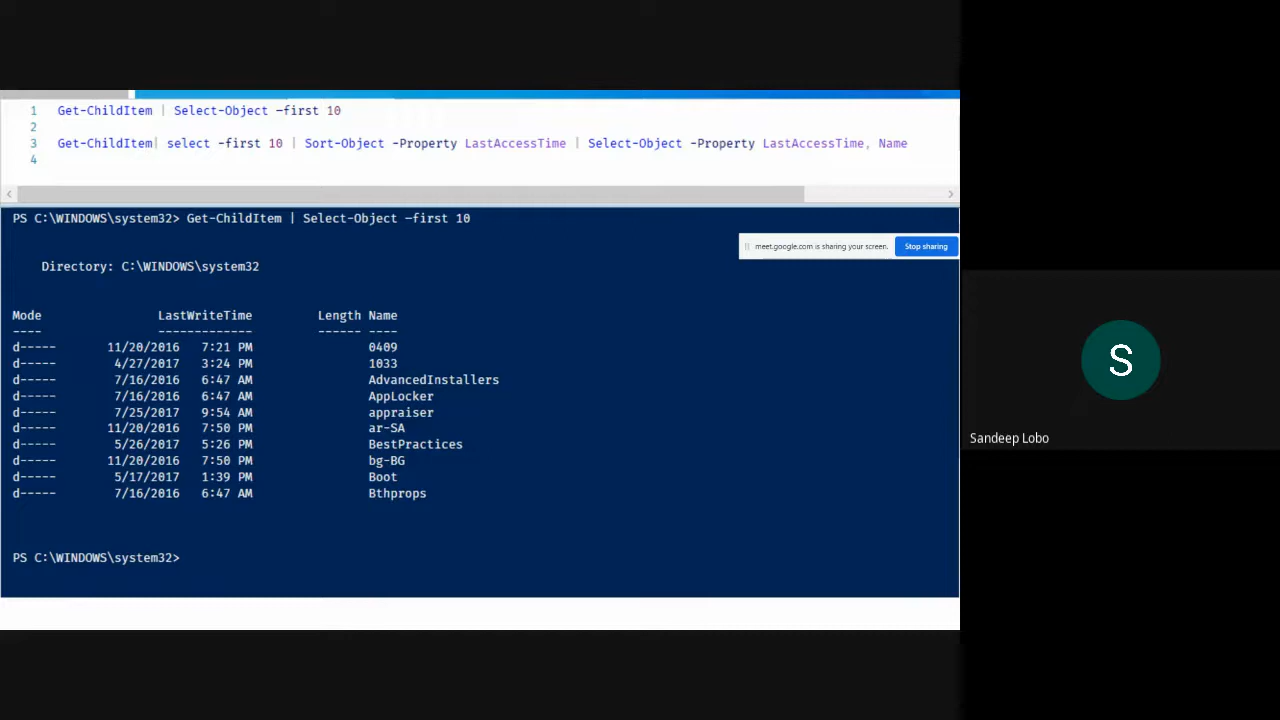 1 Get-ChildItem | Select-Object –first 10
2
3 Get-ChildItem| select -first 10 | Sort-Object -Property LastAccessTime | Select-Object -Property LastAccessTime, Name
4
PS C:\WINDOWS\system32> Get-ChildItem | Select-Object –first 10
meet.google.com is sharing your screen. Stop sharing
Directory: C:\WINDOWS\system32
Mode LastWriteTime Length Name
---- ------------- ------ ----
d----- 11/20/2016 7:21 PM 0409
d----- 4/27/2017 3:24 PM 1033
d----- 7/16/2016 6:47 AM AdvancedInstallers
d----- 7/16/2016 6:47 AM AppLocker
d----- 7/25/2017 9:54 AM appraiser
d----- 11/20/2016 7:50 PM ar-SA
d----- 5/26/2017 5:26 PM BestPractices
d----- 11/20/2016 7:50 PM bg-BG
d----- 5/17/2017 1:39 PM Boot
d----- 7/16/2016 6:47 AM Bthprops
PS C:\WINDOWS\system32>
S
Sandeep Lobo